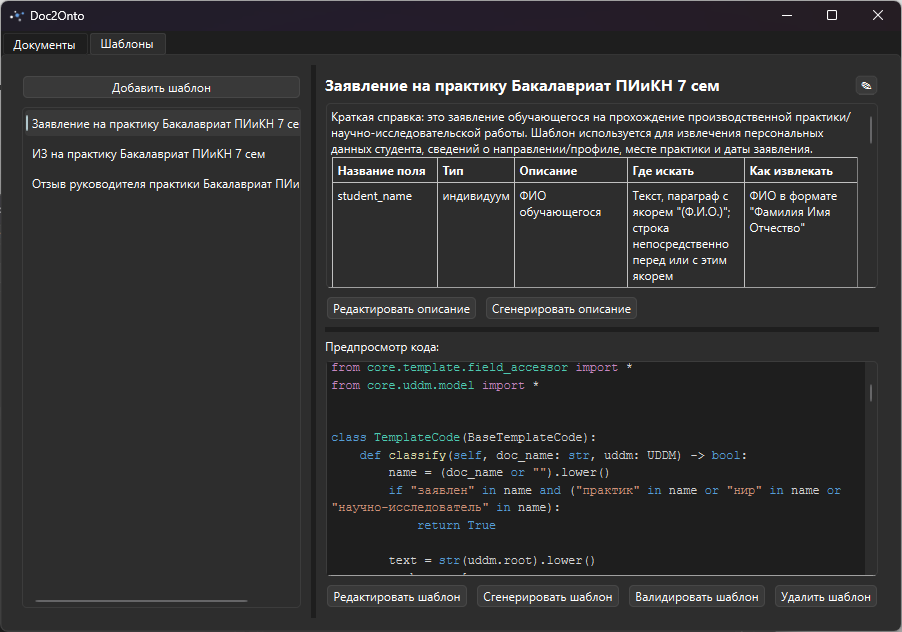 Doc2Onto
Документы
Шаблоны
Добавить шаблон
Заявление на практику Бакалавриат ПИиКН 7 се
ИЗ на практику Бакалавриат ПИиКН 7 сем
Отзыв руководителя практики Бакалавриат ПИи
Заявление на практику Бакалавриат ПИиКН 7 сем
Краткая справка: это заявление обучающегося на прохождение производственной практики/
научно-исследовательской работы. Шаблон используется для извлечения персональных
данных студента, сведений о направлении/профиле, месте практики и даты заявления.
Название поля
Тип
Описание
Где искать
Как извлекать
student_name
индивидуум
ФИО
обучающегося
Текст, параграф с
якорем "(Ф.И.О.)";
строка
непосредственно
перед или с этим
якорем
ФИО в формате
"Фамилия Имя
Отчество"
Редактировать описание
Сгенерировать описание
Предпросмотр кода:
from core.template.field_accessor import *
from core.uddm.model import *
class TemplateCode(BaseTemplateCode):
    def classify(self, doc_name: str, uddm: UDDM) -> bool:
        name = (doc_name or "").lower()
        if "заявлен" in name and ("практик" in name or "нир" in name or
"научно-исследователь" in name):
            return True
        text = str(uddm.root).lower()
Редактировать шаблон
Сгенерировать шаблон
Валидировать шаблон
Удалить шаблон